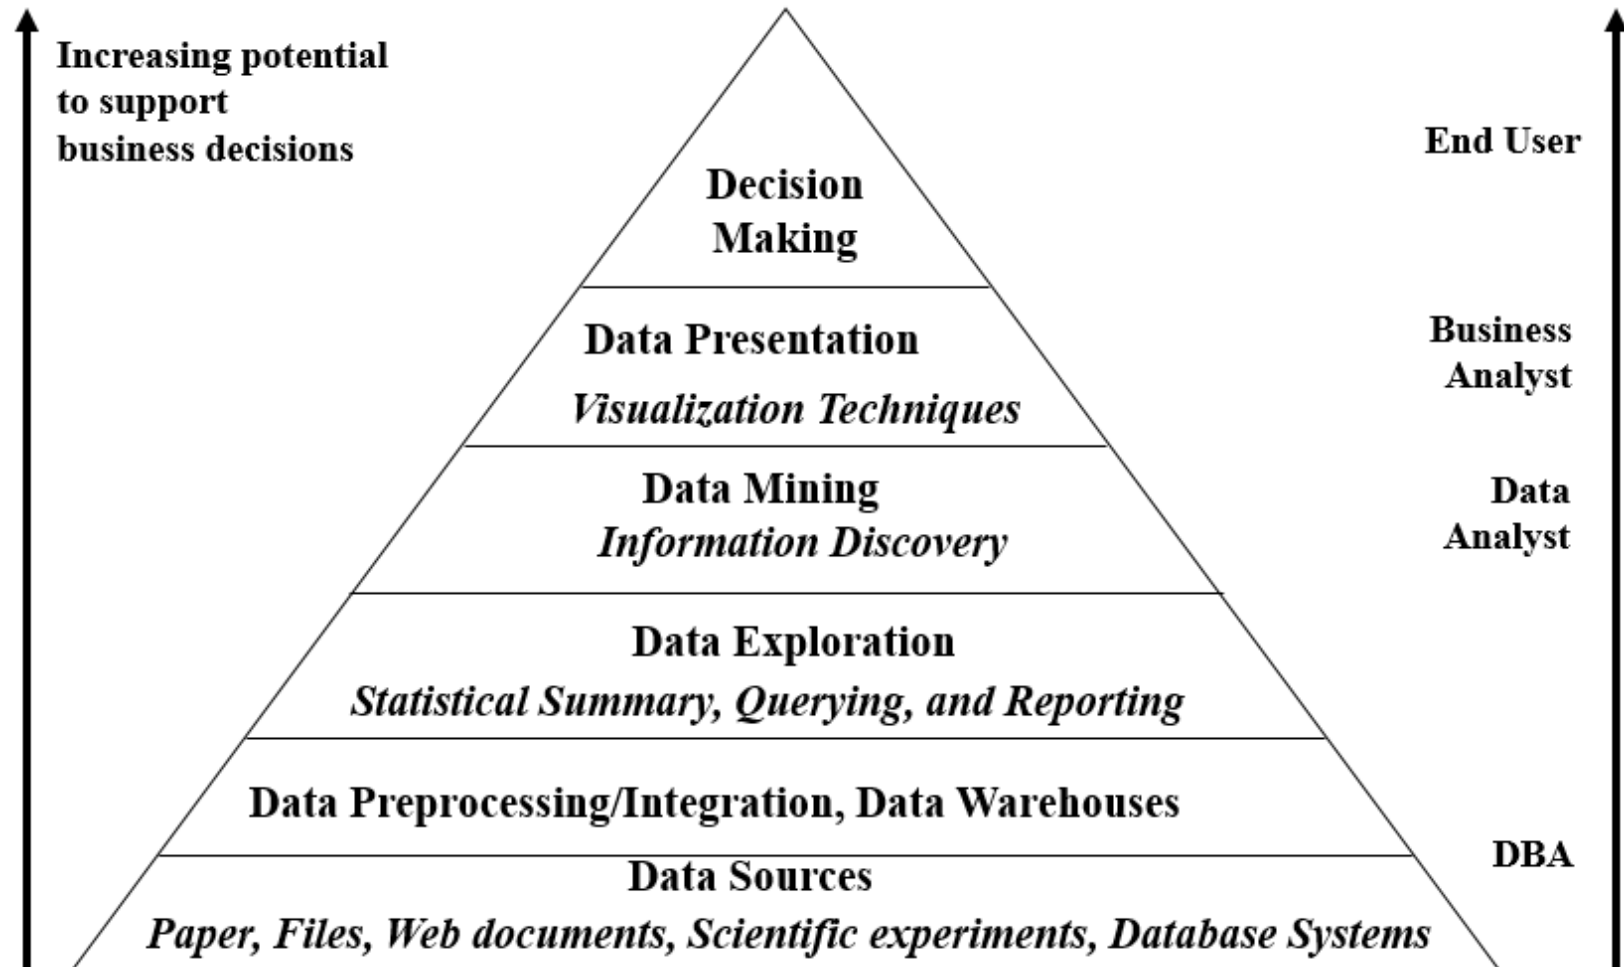 Increasing potential
to support
business decisions
End User
Decision
Making
Data Presentation
Visualization Techniques
Business
Analyst
Data Mining
Information Discovery
Data
Analyst
Data Exploration
Statistical Summary, Querying, and Reporting
Data Preprocessing/Integration, Data Warehouses
DBA
Data Sources
Paper, Files, Web documents, Scientific experiments, Database Systems